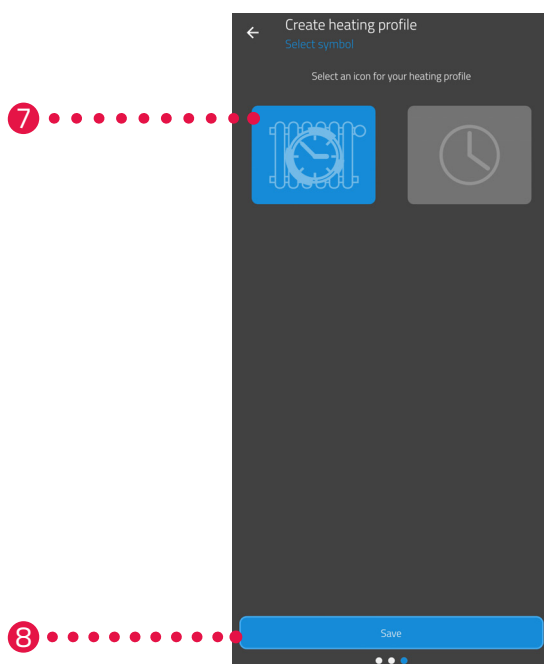 Create heating profile
Select symbol
Select an icon for your heating profile
7
8
Save